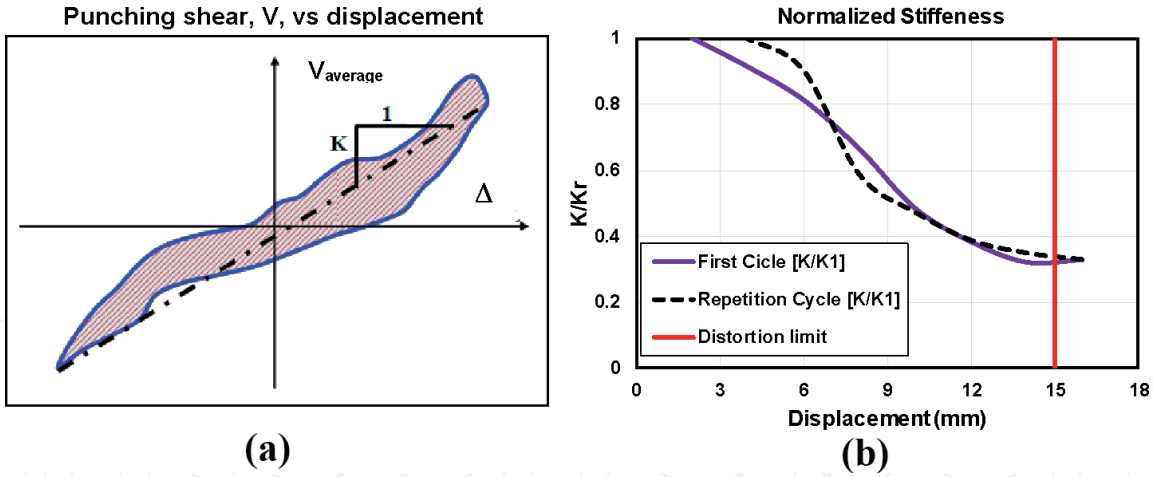 Punching shear, V, vs displacement
Vaverage
1
K
Δ
(a)
Normalized Stiffeness
1
0.8
0.6
0.4
0.2
0
K/Kr
First Cicle [K/K1]
Repetition Cycle [K/K1]
Distortion limit
0 3 6 9 12 15 18
Displacement (mm)
(b)